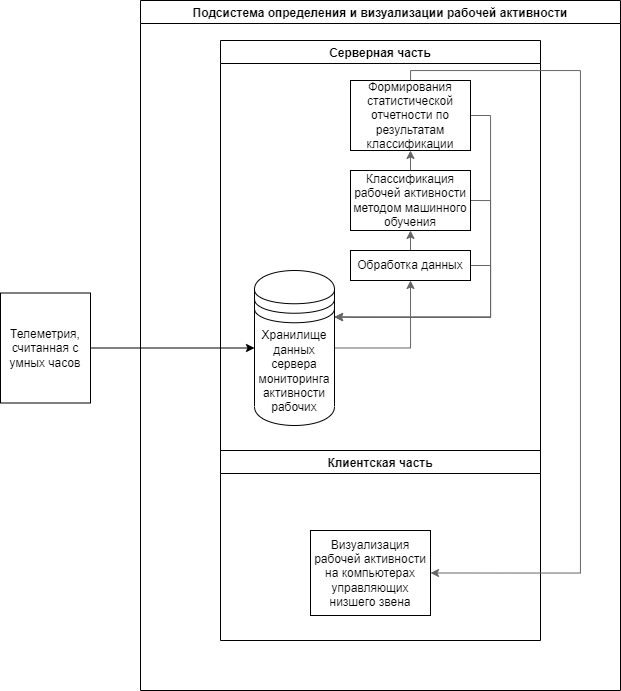 Подсистема определения и визуализации рабочей активности
Серверная часть
Формирования
статистической
отчетности по
результатам
классификации
Классификация
рабочей активности
методом машинного
обучения
Обработка данных
Телеметрия,
считанная с
умных часов
Хранилище
данных
сервера
мониторинга
активности
рабочих
Клиентская часть
Визуализация
рабочей активности
на компьютерах
управляющих
низшего звена